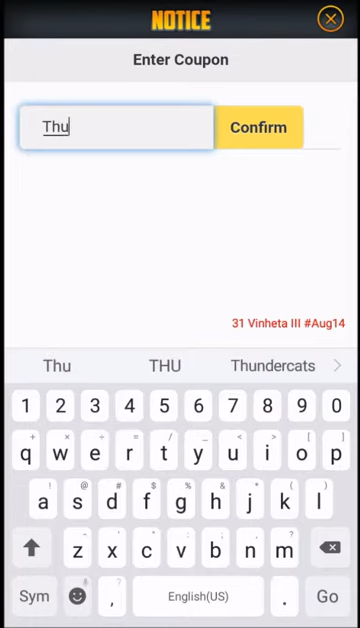 NOTICE
Enter Coupon
Thu
Confirm
31 Vinheta III #Aug14
Thu THU Thundercats
1 2 3 4 5 6 7 8 9 0
q w e r t y u i o p
a s d f g h j k l
z x c v b n m
Sym , English(US) . Go